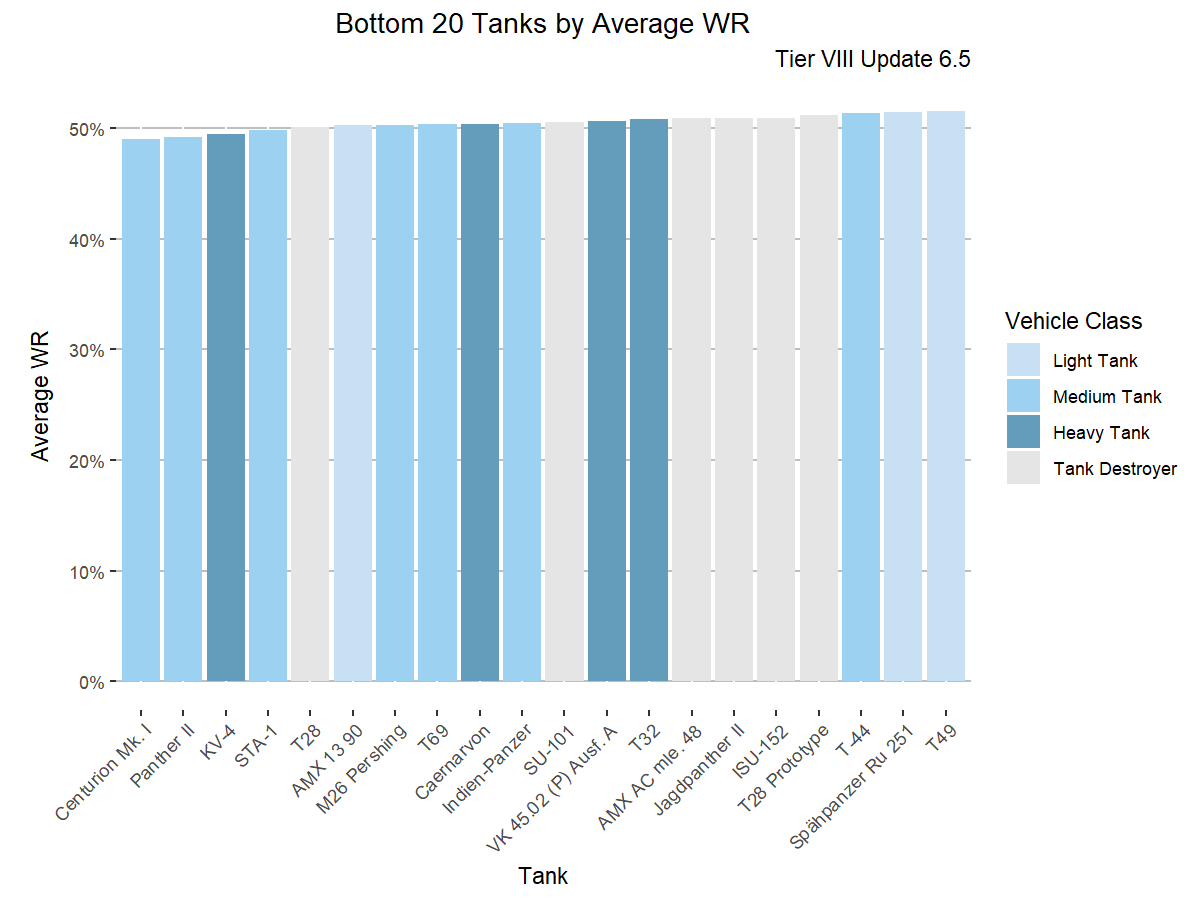 Bottom 20 Tanks by Average WR
Tier VIII Update 6.5
50%
40%
30%
20%
10%
0%
Average WR
Centurion Mk. I
Panther II
KV-4
STA-1
T28
AMX 13 90
M26 Pershing
T69
Caernarvon
Indien-Panzer
SU-101
VK 45.02 (P) Ausf. A
T32
AMX AC mle. 48
Jagdpanther II
ISU-152
T28 Prototype
T-44
Spähpanzer Ru 251
T49
Tank
Vehicle Class
Light Tank
Medium Tank
Heavy Tank
Tank Destroyer